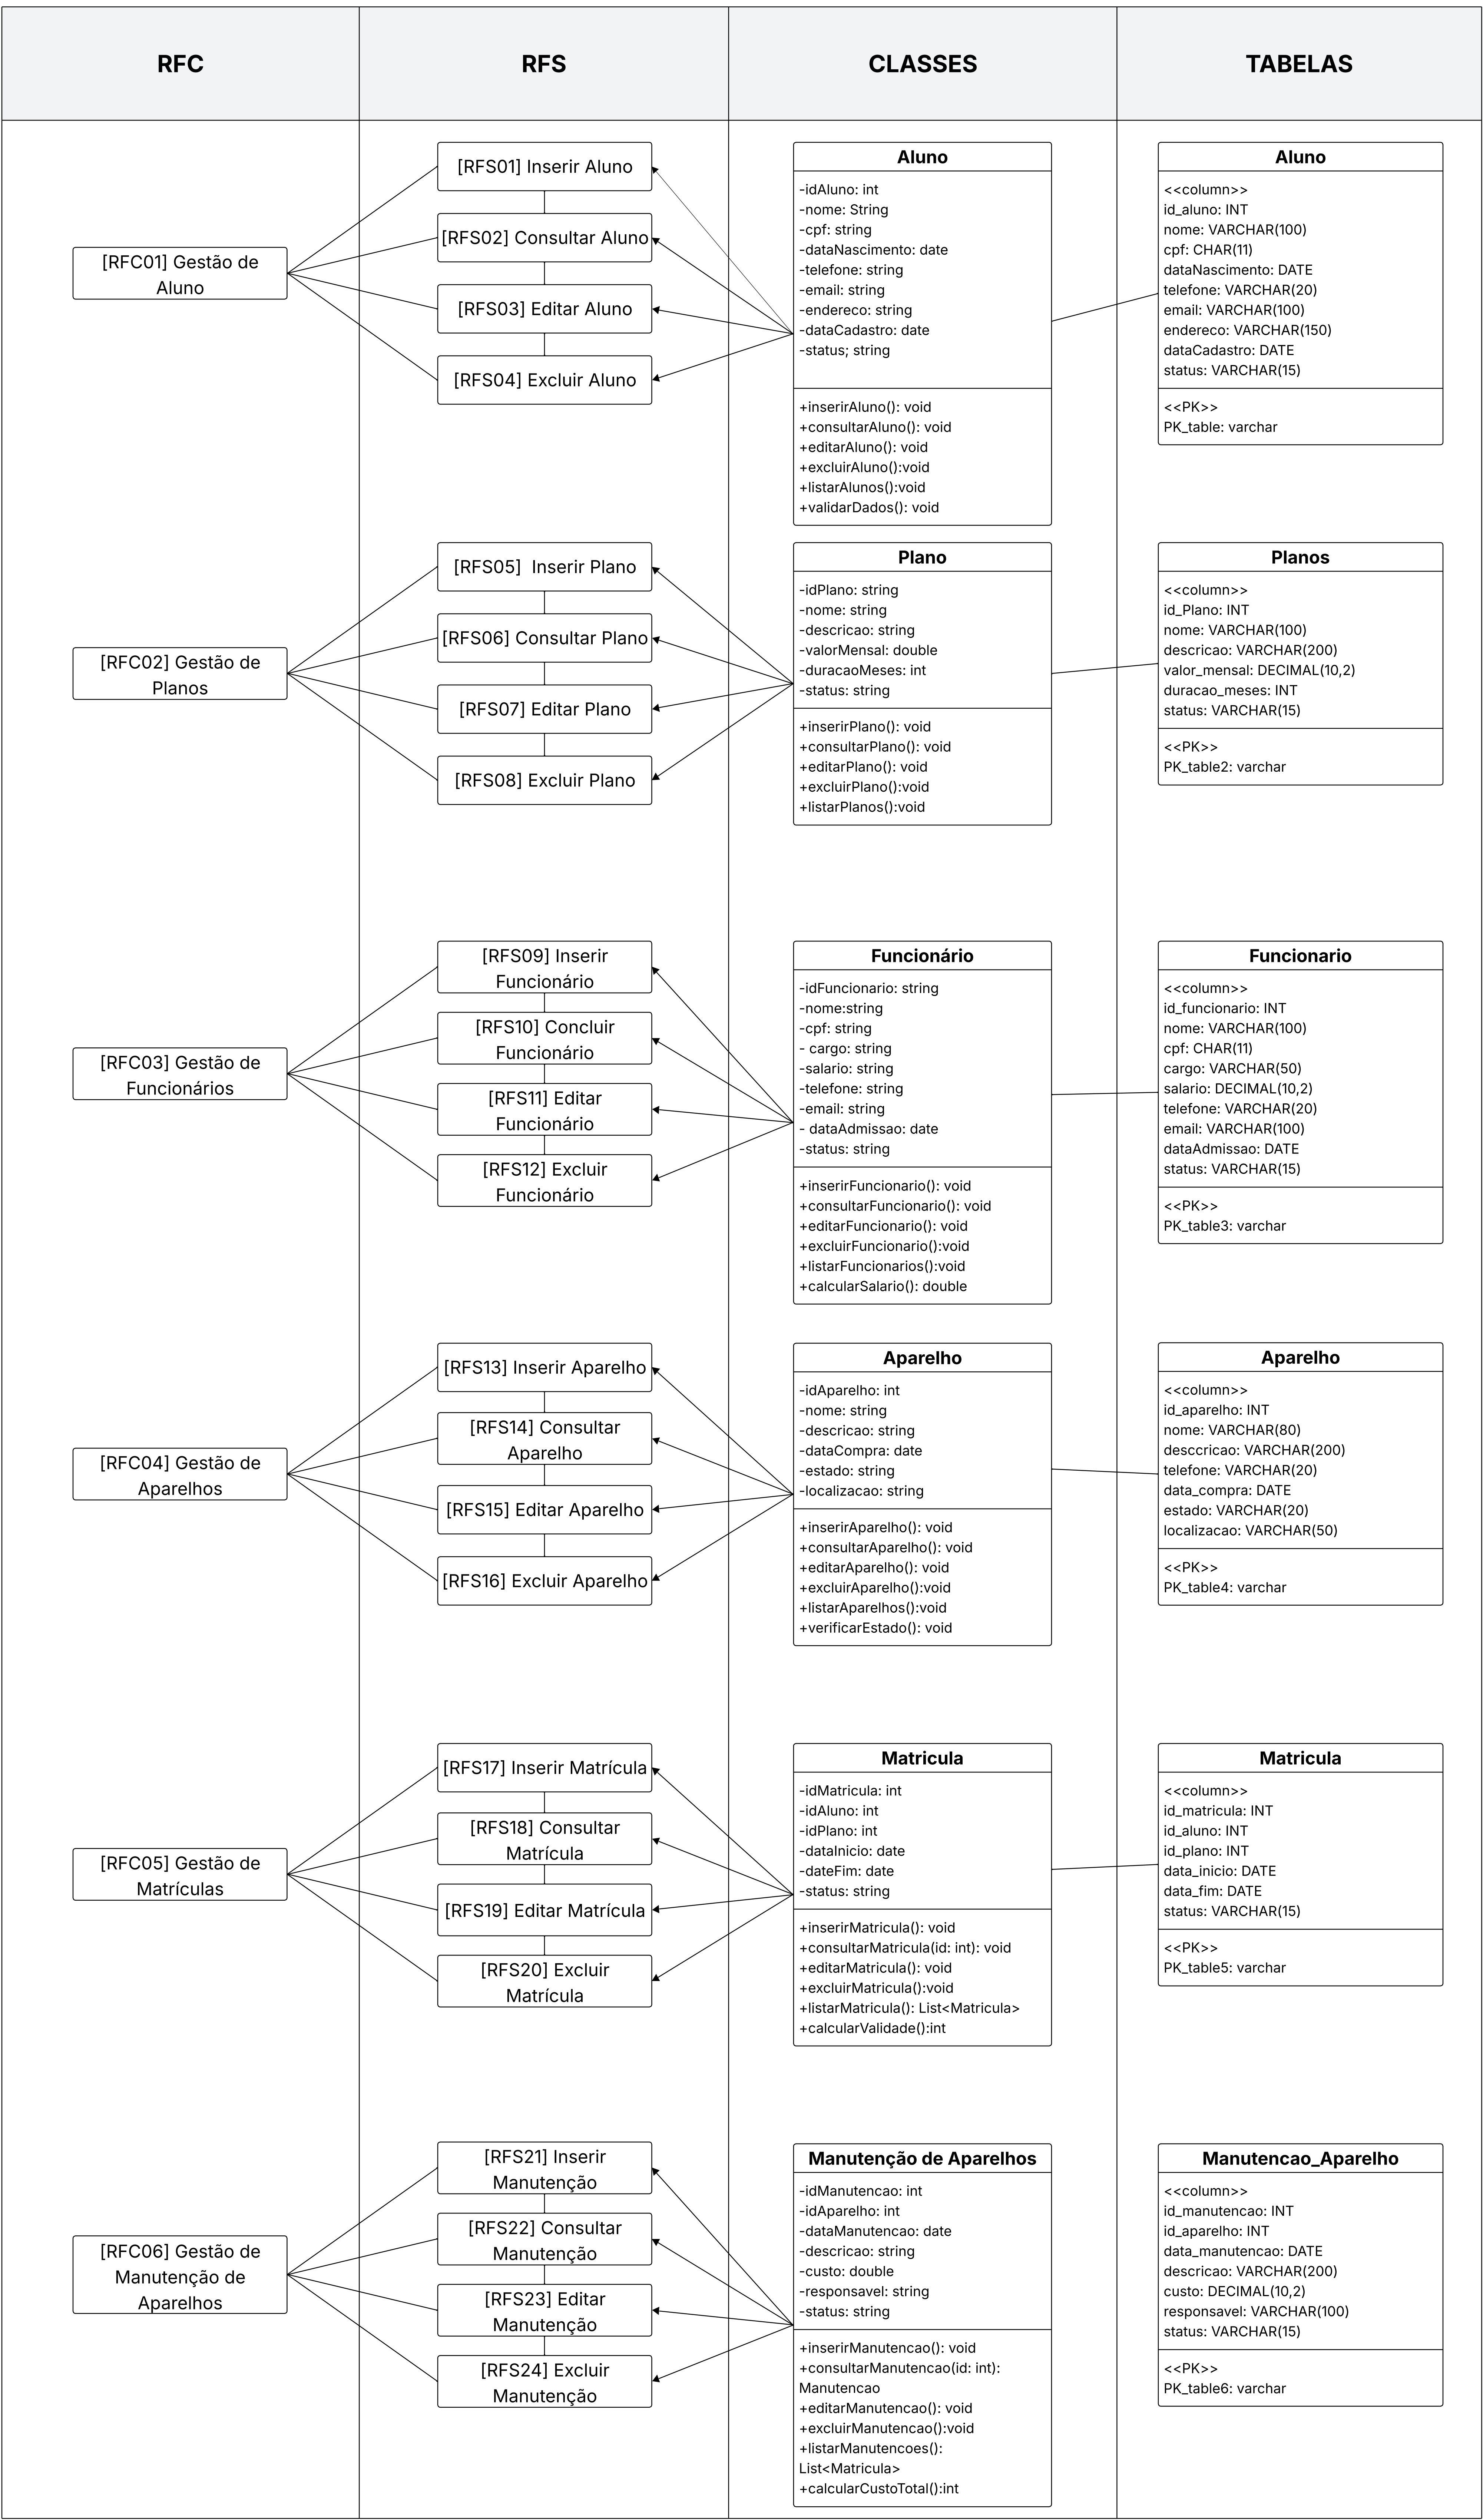 RFC
RFS
CLASSES
TABELAS
[RFC01] Gestão de
Aluno
[RFS01] Inserir Aluno
[RFS02] Consultar Aluno
[RFS03] Editar Aluno
[RFS04] Excluir Aluno
Aluno
-idAluno: int
-nome: String
-cpf: string
-dataNascimento: date
-telefone: string
-email: string
-endereco: string
-dataCadastro: date
-status; string
+inserirAluno(): void
+consultarAluno(): void
+editarAluno(): void
+excluirAluno():void
+listarAlunos():void
+validarDados(): void
Aluno
<<column>>
id_aluno: INT
nome: VARCHAR(100)
cpf: CHAR(11)
dataNascimento: DATE
telefone: VARCHAR(20)
email: VARCHAR(100)
endereco: VARCHAR(150)
dataCadastro: DATE
status: VARCHAR(15)
<<PK>>
PK_table: varchar
[RFC02] Gestão de
Planos
[RFS05]  Inserir Plano
[RFS06] Consultar Plano
[RFS07] Editar Plano
[RFS08] Excluir Plano
Plano
-idPlano: string
-nome: string
-descricao: string
-valorMensal: double
-duracaoMeses: int
-status: string
+inserirPlano(): void
+consultarPlano(): void
+editarPlano(): void
+excluirPlano():void
+listarPlanos():void
Planos
<<column>>
id_Plano: INT
nome: VARCHAR(100)
descricao: VARCHAR(200)
valor_mensal: DECIMAL(10,2)
duracao_meses: INT
status: VARCHAR(15)
<<PK>>
PK_table2: varchar
[RFC03] Gestão de
Funcionários
[RFS09] Inserir
Funcionário
[RFS10] Concluir
Funcionário
[RFS11] Editar
Funcionário
[RFS12] Excluir
Funcionário
Funcionário
-idFuncionario: string
-nome:string
-cpf: string
- cargo: string
-salario: string
-telefone: string
-email: string
- dataAdmissao: date
-status: string
+inserirFuncionario(): void
+consultarFuncionario(): void
+editarFuncionario(): void
+excluirFuncionario():void
+listarFuncionarios():void
+calcularSalario(): double
Funcionario
<<column>>
id_funcionario: INT
nome: VARCHAR(100)
cpf: CHAR(11)
cargo: VARCHAR(50)
salario: DECIMAL(10,2)
telefone: VARCHAR(20)
email: VARCHAR(100)
dataAdmissao: DATE
status: VARCHAR(15)
<<PK>>
PK_table3: varchar
[RFC04] Gestão de
Aparelhos
[RFS13] Inserir Aparelho
[RFS14] Consultar
Aparelho
[RFS15] Editar Aparelho
[RFS16] Excluir Aparelho
Aparelho
-idAparelho: int
-nome: string
-descricao: string
-dataCompra: date
-estado: string
-localizacao: string
+inserirAparelho(): void
+consultarAparelho(): void
+editarAparelho(): void
+excluirAparelho():void
+listarAparelhos():void
+verificarEstado(): void
Aparelho
<<column>>
id_aparelho: INT
nome: VARCHAR(80)
desccricao: VARCHAR(200)
telefone: VARCHAR(20)
data_compra: DATE
estado: VARCHAR(20)
localizacao: VARCHAR(50)
<<PK>>
PK_table4: varchar
[RFC05] Gestão de
Matrículas
[RFS17] Inserir Matrícula
[RFS18] Consultar
Matrícula
[RFS19] Editar Matrícula
[RFS20] Excluir
Matrícula
Matricula
-idMatricula: int
-idAluno: int
-idPlano: int
-dataInicio: date
-dateFim: date
-status: string
+inserirMatricula(): void
+consultarMatricula(id: int): void
+editarMatricula(): void
+excluirMatricula():void
+listarMatricula(): List<Matricula>
+calcularValidade():int
Matricula
<<column>>
id_matricula: INT
id_aluno: INT
id_plano: INT
data_inicio: DATE
data_fim: DATE
status: VARCHAR(15)
<<PK>>
PK_table5: varchar
[RFC06] Gestão de
Manutenção de
Aparelhos
[RFS21] Inserir
Manutenção
[RFS22] Consultar
Manutenção
[RFS23] Editar
Manutenção
[RFS24] Excluir
Manutenção
Manutenção de Aparelhos
-idManutencao: int
-idAparelho: int
-dataManutencao: date
-descricao: string
-custo: double
-responsavel: string
-status: string
+inserirManutencao(): void
+consultarManutencao(id: int):
Manutencao
+editarManutencao(): void
+excluirManutencao():void
+listarManutencoes():
List<Matricula>
+calcularCustoTotal():int
Manutencao_Aparelho
<<column>>
id_manutencao: INT
id_aparelho: INT
data_manutencao: DATE
descricao: VARCHAR(200)
custo: DECIMAL(10,2)
responsavel: VARCHAR(100)
status: VARCHAR(15)
<<PK>>
PK_table6: varchar